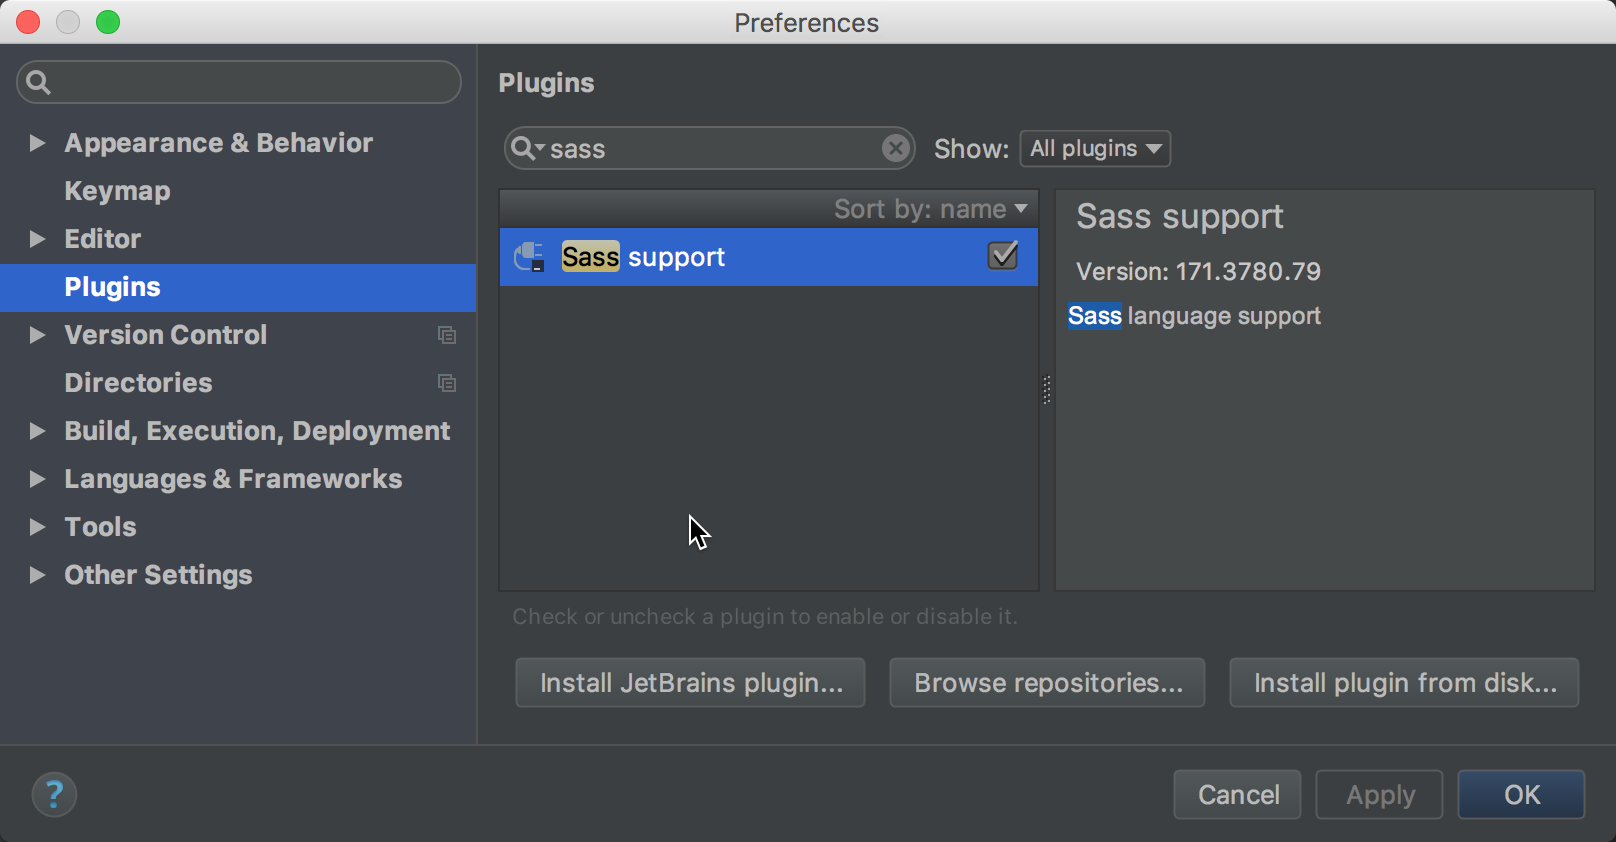 Preferences
Appearance & Behavior
Keymap
Editor
Plugins
Version Control
Directories
Build, Execution, Deployment
Languages & Frameworks
Tools
Other Settings
Plugins
sass
Show: All plugins
Sort by: name
Sass support
Sass support
Version: 171.3780.79
Sass language support
Check or uncheck a plugin to enable or disable it.
Install JetBrains plugin...
Browse repositories...
Install plugin from disk...
?
Cancel
Apply
OK